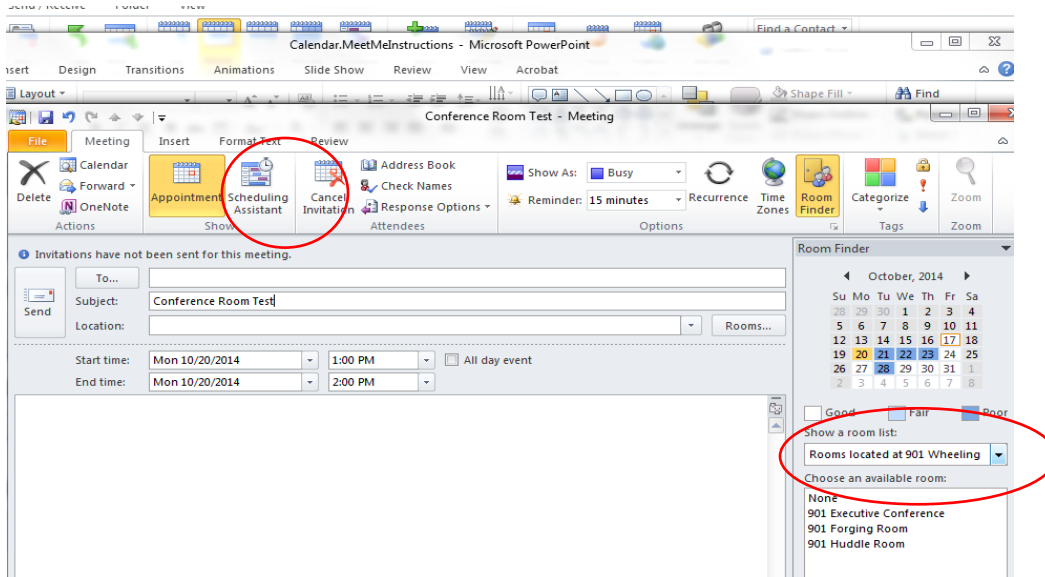 Send / Receive Folder View
Find a Contact
Calendar.MeetMeInstructions - Microsoft PowerPoint
nsert Design Transitions Animations Slide Show Review View Acrobat
Layout
Shape Fill Find
Conference Room Test - Meeting
File Meeting Insert Format Text Review
Delete
Calendar
Forward
OneNote
Actions
Appointment
Scheduling
Assistant
Show
Cancel
Invitation
Address Book
Check Names
Response Options
Attendees
Show As: Busy
Reminder: 15 minutes
Recurrence
Time
Zones
Room
Finder
Options
Categorize
Tags
Zoom
Zoom
Invitations have not been sent for this meeting.
Send
To...
Subject: Conference Room Test
Location: Rooms...
Start time: Mon 10/20/2014 1:00 PM All day event
End time: Mon 10/20/2014 2:00 PM
Room Finder
October, 2014
Su Mo Tu We Th Fr Sa
28 29 30 1 2 3 4
5 6 7 8 9 10 11
12 13 14 15 16 17 18
19 20 21 22 23 24 25
26 27 28 29 30 31 1
2 3 4 5 6 7 8
Good Fair Poor
Show a room list:
Rooms located at 901 Wheeling
Choose an available room:
None
901 Executive Conference
901 Forging Room
901 Huddle Room